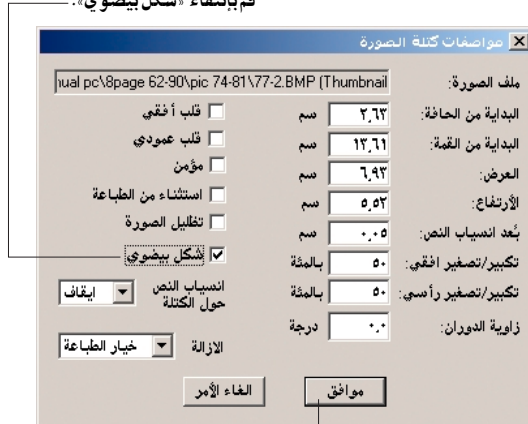 قم بإنتقاء «شكل بيضوي».
مواصفات كتلة الصورة
ملف الصورة: nual pc\8page 62-90\pic 74-81\77-2.BMP (Thumbnail
البداية من الحافة: ٢,٦٣ سم
قلب أفقي
البداية من القمة: ١٣,٦١ سم
قلب عمودي
العرض: ٦,٩٣ سم
مؤمن
الأرتفاع: ٥,٥٢ سم
استثناء من الطباعة
بُعد انسياب النص: ٠,٠٥ سم
تظليل الصورة
تكبير/تصغير افقي: ٥٠ بالمئة
شكل بيضوي
تكبير/تصغير رأسي: ٥٠ بالمئة
انسياب النص حول الكتلة ايقاف
زاوية الدوران: ٠,٠ درجة
الازالة خيار الطباعة
موافق الغاء الأمر